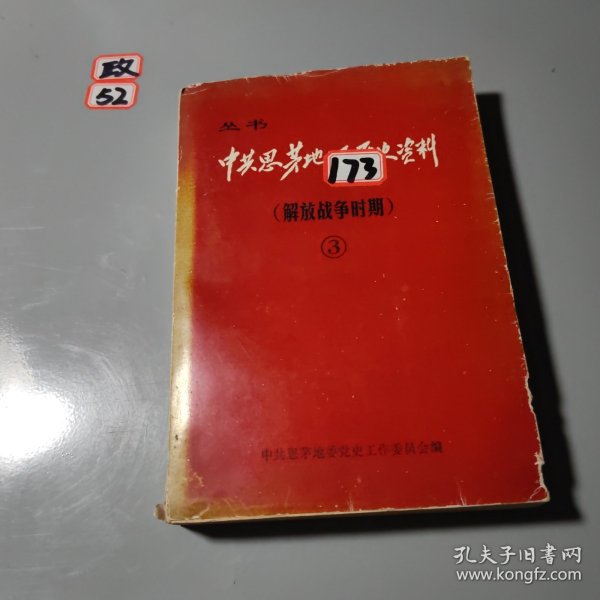 政
52
丛书
中共思茅地 史资料
173
（解放战争时期）
③
中共思茅地委党史工作委员会编
孔夫子旧书网
www.kongfz.com